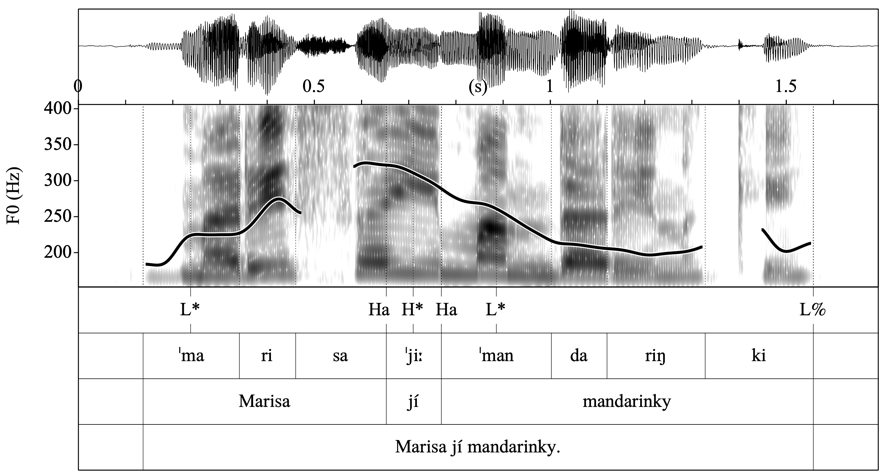 0 0.5 (s) 1 1.5
400
350
300
250
200
F0 (Hz)
L* Ha H* Ha L* L%
ˈma ri sa ˈjiː ˈman da riŋ ki
Marisa jí mandarinky
Marisa jí mandarinky.